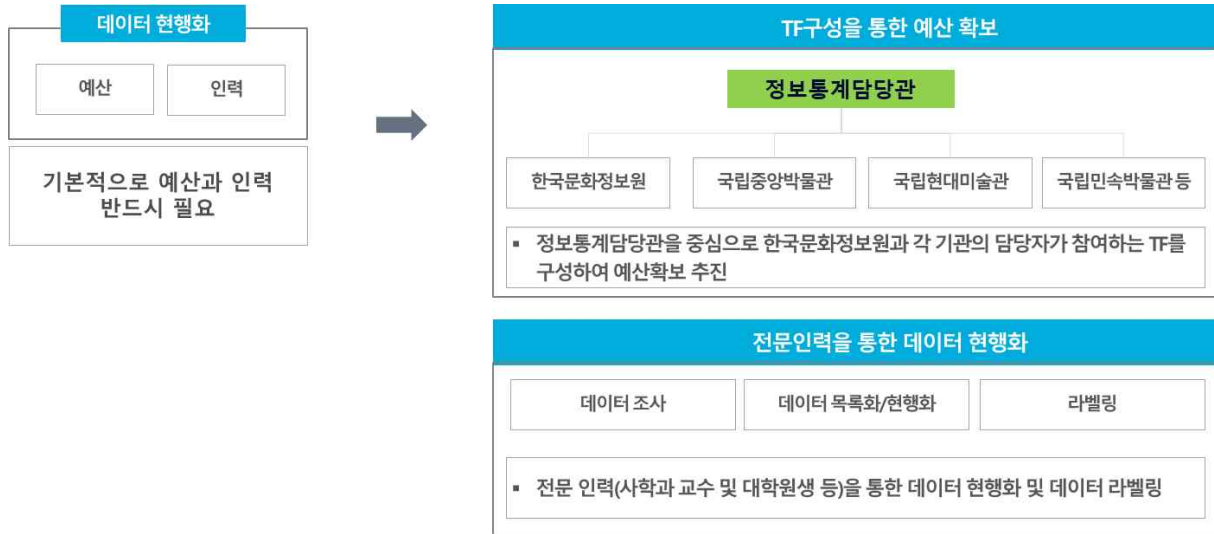 데이터 현행화
예산
인력
기본적으로 예산과 인력
반드시 필요
TF구성을 통한 예산 확보
정보통계담당관
한국문화정보원
국립중앙박물관
국립현대미술관
국립민속박물관 등
▪ 정보통계담당관을 중심으로 한국문화정보원과 각 기관의 담당자가 참여하는 TF를
구성하여 예산확보 추진
전문인력을 통한 데이터 현행화
데이터 조사
데이터 목록화/현행화
라벨링
▪ 전문 인력(사학과 교수 및 대학원생 등)을 통한 데이터 현행화 및 데이터 라벨링